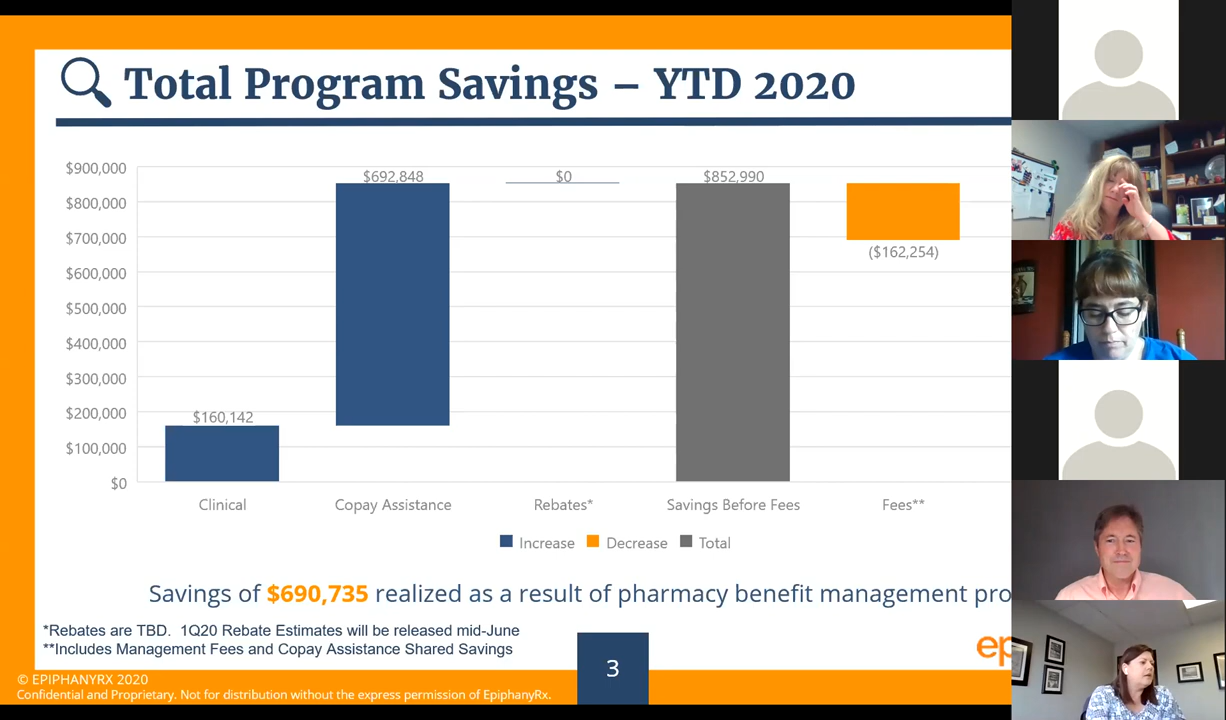 Total Program Savings – YTD 2020
$900,000
$800,000
$700,000
$600,000
$500,000
$400,000
$300,000
$200,000
$100,000
$0
$160,142
$692,848
$0
$852,990
($162,254)
Clinical
Copay Assistance
Rebates*
Savings Before Fees
Fees**
Increase
Decrease
Total
Savings of $690,735 realized as a result of pharmacy benefit management pro
*Rebates are TBD. 1Q20 Rebate Estimates will be released mid-June
**Includes Management Fees and Copay Assistance Shared Savings
ep
3
© EPIPHANYRX 2020
Confidential and Proprietary. Not for distribution without the express permission of EpiphanyRx.